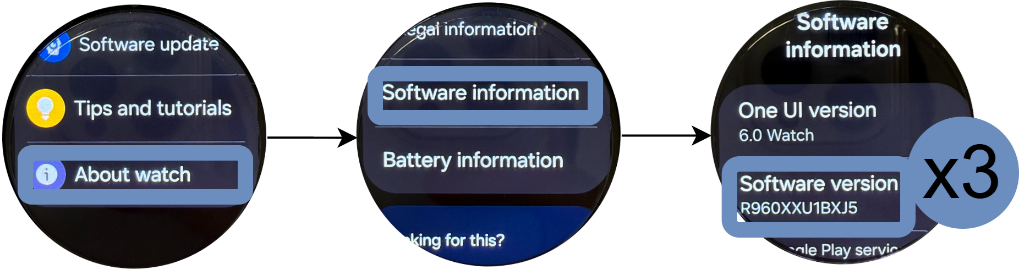 Software update
Tips and tutorials
About watch
egal information
Software information
Battery information
king for this?
Software
information
One UI version
6.0 Watch
Software version
R960XXU1BXJ5
gle Play servic
x3